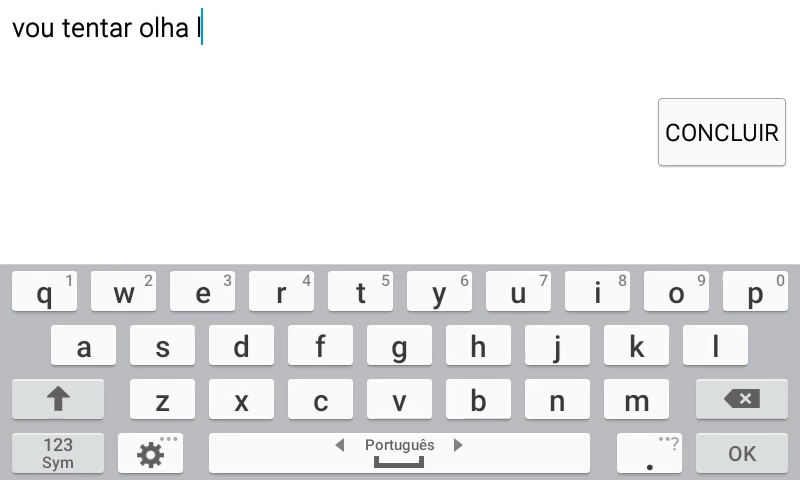 vou tentar olha l
CONCLUIR
q 1 w 2 e 3 r 4 t 5 y 6 u 7 i 8 o 9 p 0
a s d f g h j k l
z x c v b n m
123 Português . ...? OK
Sym